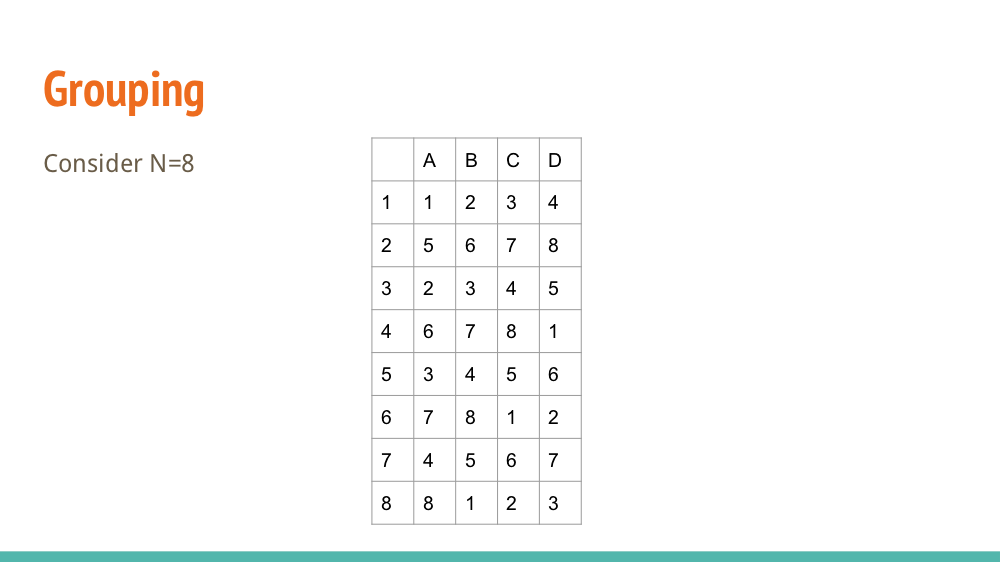 Grouping
Consider N=8
A B C D
1 1 2 3 4
2 5 6 7 8
3 2 3 4 5
4 6 7 8 1
5 3 4 5 6
6 7 8 1 2
7 4 5 6 7
8 8 1 2 3